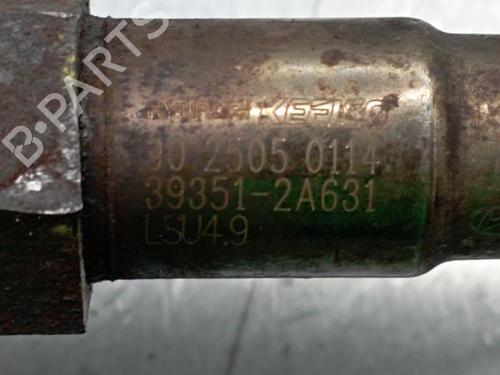 KEFICO
90 2505 0114
39351-2A631
LSU4.9
B-PARTS